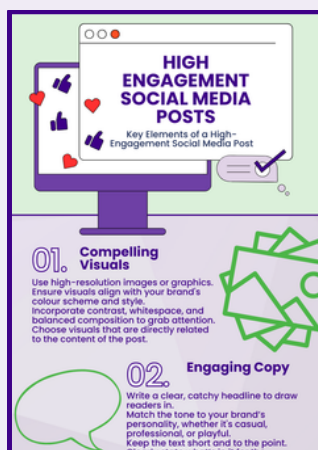 HIGH
ENGAGEMENT
SOCIAL MEDIA
POSTS
Key Elements of a High-
Engagement Social Media Post
01.
Compelling
Visuals
Use high-resolution images or graphics.
Ensure visuals align with your brand's
colour scheme and style.
Incorporate contrast, whitespace, and
balanced composition to grab attention.
Choose visuals that are directly related
to the content of the post.
02.
Engaging Copy
Write a clear, catchy headline to draw
readers in.
Match the tone to your brand's
personality, whether it's casual,
professional, or playful.
Keep the text short and to the point.